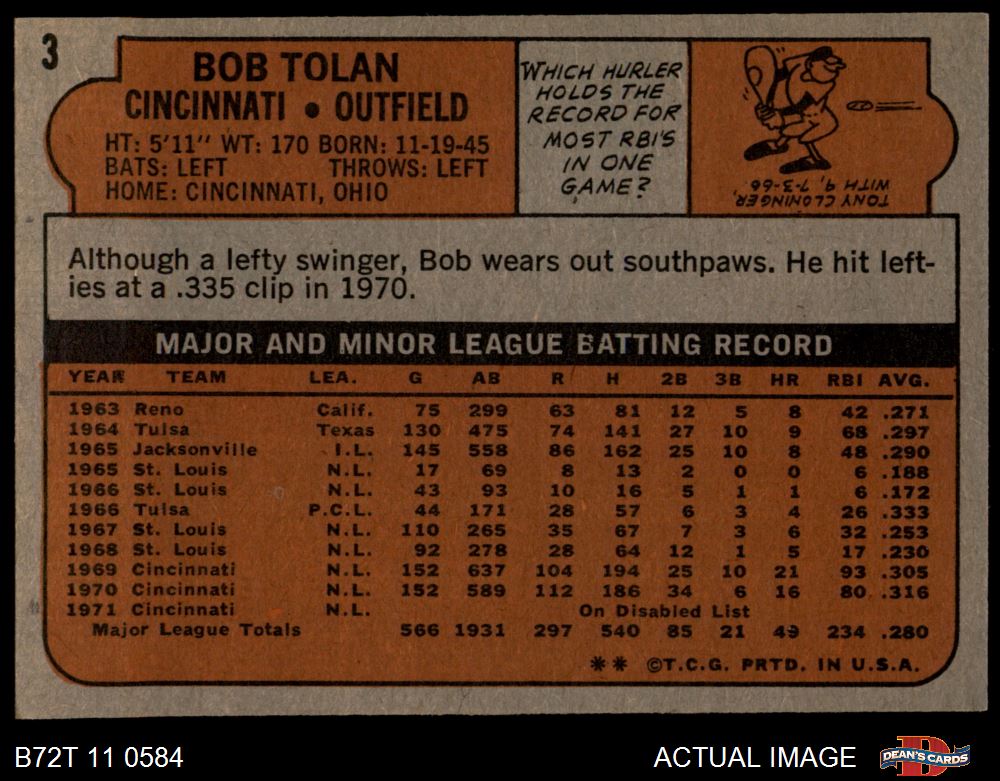 3
BOB TOLAN
CINCINNATI • OUTFIELD
HT: 5'11" WT: 170 BORN: 11-19-45
BATS: LEFT THROWS: LEFT
HOME: CINCINNATI, OHIO
WHICH HURLER
HOLDS THE
RECORD FOR
MOST RBI'S
IN ONE
GAME?
TONY CLONINGER,
WITH 9, 7-3-66.
Although a lefty swinger, Bob wears out southpaws. He hit left-
ies at a .335 clip in 1970.
MAJOR AND MINOR LEAGUE BATTING RECORD
YEAR TEAM LEA. G AB R H 2B 3B HR RBI AVG.
1963 Reno Calif. 75 299 63 81 12 5 8 42 .271
1964 Tulsa Texas 130 475 74 141 27 10 9 68 .297
1965 Jacksonville I.L. 145 558 86 162 25 10 8 48 .290
1965 St. Louis N.L. 17 69 8 13 2 0 0 6 .188
1966 St. Louis N.L. 43 93 10 16 5 1 1 6 .172
1966 Tulsa P.C.L. 44 171 28 57 6 3 4 26 .333
1967 St. Louis N.L. 110 265 35 67 7 3 6 32 .253
1968 St. Louis N.L. 92 278 28 64 12 1 5 17 .230
1969 Cincinnati N.L. 152 637 104 194 25 10 21 93 .305
1970 Cincinnati N.L. 152 589 112 186 34 6 16 80 .316
1971 Cincinnati N.L. On Disabled List
Major League Totals 566 1931 297 540 85 21 49 234 .280
** ©T.C.G. PRTD. IN U.S.A.
B72T 11 0584
ACTUAL IMAGE
DEAN'S CARDS